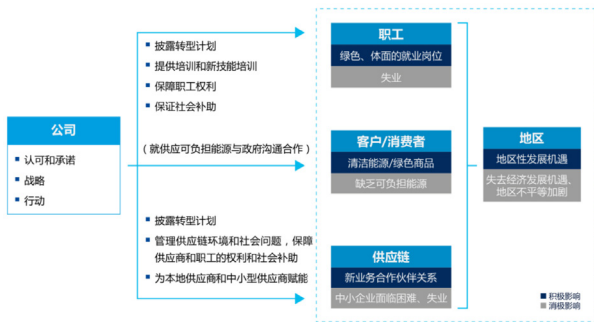 公司
认可和承诺
战略
行动
披露转型计划
提供培训和新技能培训
保障职工权利
保证社会补助
（就供应可负担能源与政府沟通合作）
披露转型计划
管理供应链环境和社会问题，保障
供应商和职工的权利和社会补助
为本地供应商和中小型供应商赋能
职工
绿色、体面的就业岗位
失业
客户/消费者
清洁能源/绿色商品
缺乏可负担能源
供应链
新业务合作伙伴关系
中小企业面临困难、失业
地区
地区性发展机遇
失去经济发展机遇、
地区不平等加剧
积极影响
消极影响